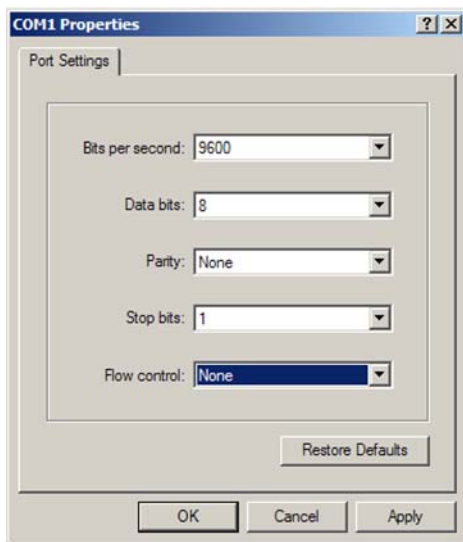 COM1 Properties
Port Settings
Bits per second: 9600
Data bits: 8
Parity: None
Stop bits: 1
Flow control: None
Restore Defaults
OK Cancel Apply